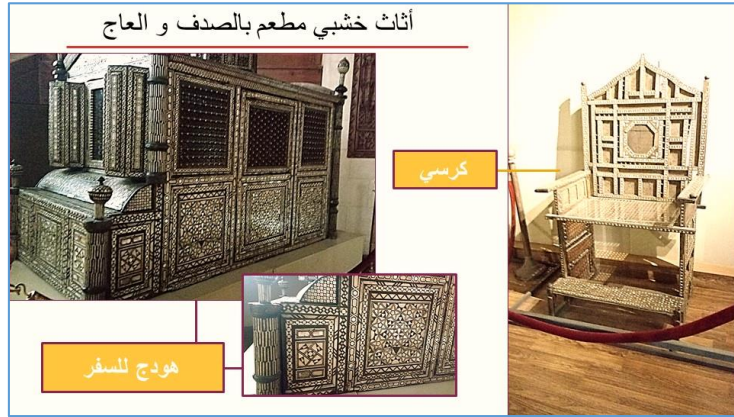 أثاث خشبي مطعم بالصدف و العاج
كرسي
هودج للسفر